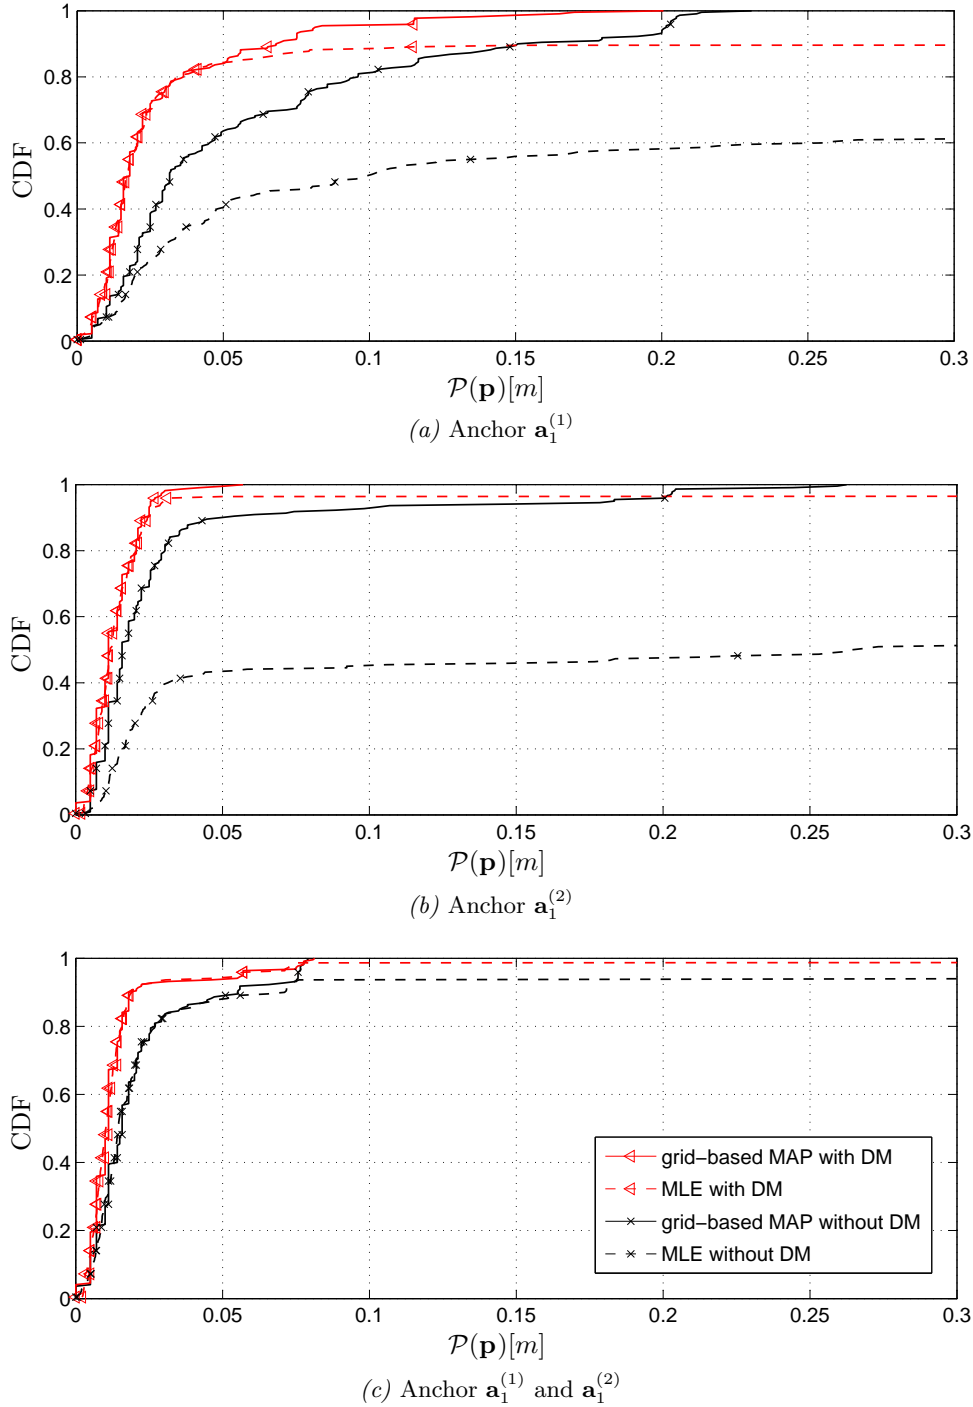 1
0.8
0.6
0.4
0.2
0
CDF
0 0.05 0.1 0.15 0.2 0.25 0.3
𝒫(𝐩)[m]
(a) Anchor 𝐚₁⁽¹⁾
1
0.8
0.6
0.4
0.2
0
CDF
0 0.05 0.1 0.15 0.2 0.25 0.3
𝒫(𝐩)[m]
(b) Anchor 𝐚₁⁽²⁾
1
0.8
0.6
0.4
0.2
0
CDF
grid–based MAP with DM
MLE with DM
grid–based MAP without DM
MLE without DM
0 0.05 0.1 0.15 0.2 0.25 0.3
𝒫(𝐩)[m]
(c) Anchor 𝐚₁⁽¹⁾ and 𝐚₁⁽²⁾